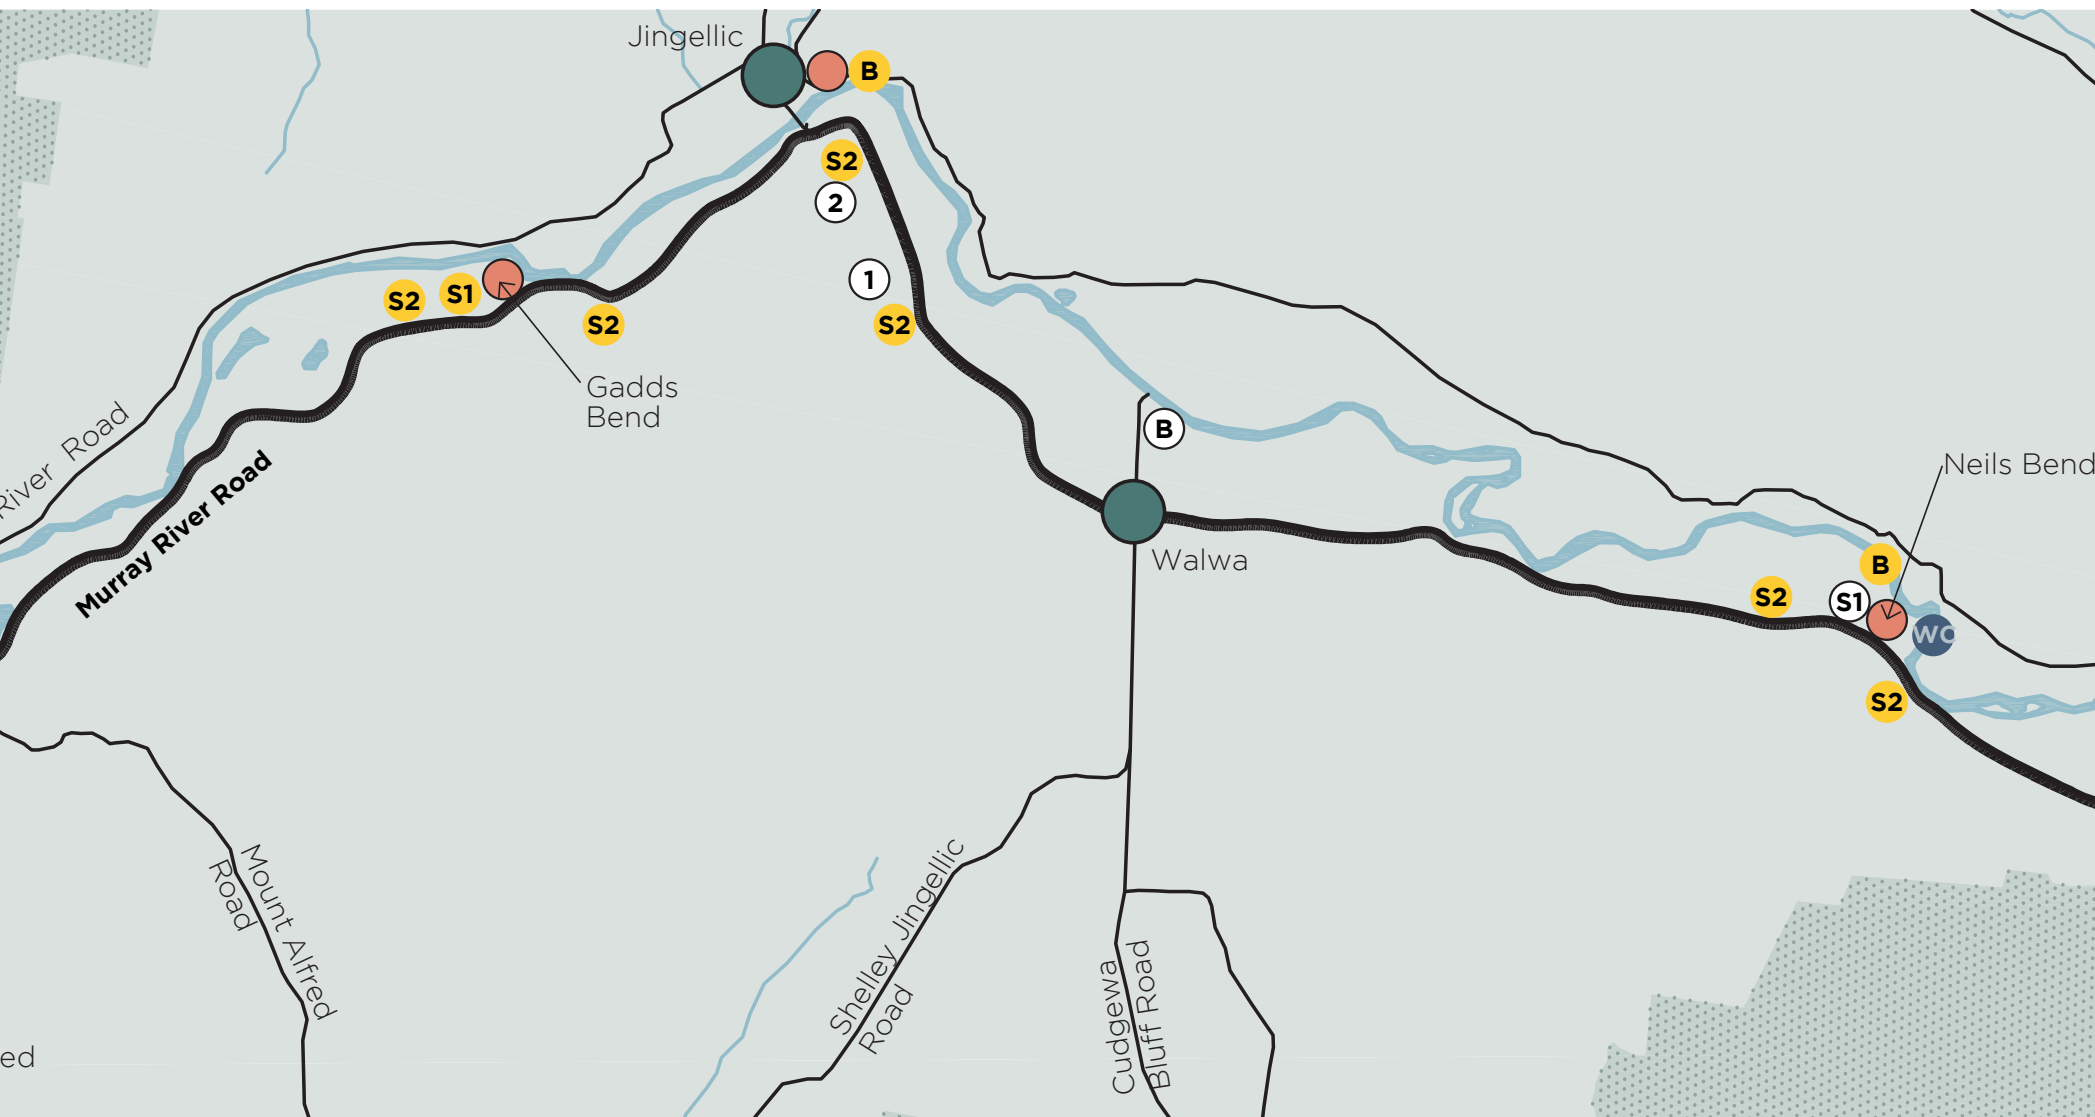 Jingellic
B
S2
2
S2
S1
1
S2
S2
Gadds
Bend
River Road
B
Neils Bend
Murray River Road
Walwa
B
S2
S1
WC
S2
Mount Alfred
Road
Shelley Jingellic
Road
Cudgewa
Bluff Road
ed